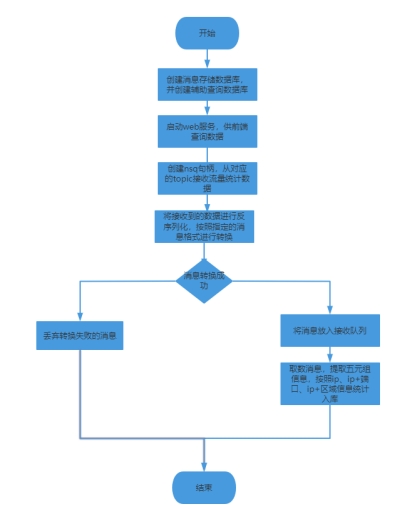 开始
创建消息存储数据库,
并创建辅助查询数据库
启动web服务，供前端
查询数据
创建nsq句柄，从对应
的topic接收流量统计数
据
将接收到的数据进行反
序列化，按照指定的消
息格式进行转换
消息转换成
功
丢弃转换失败的消息
将消息放入接收队列
取数消息，提取五元组
信息，按照ip、ip+端
口、ip+区域信息统计
入库
结束